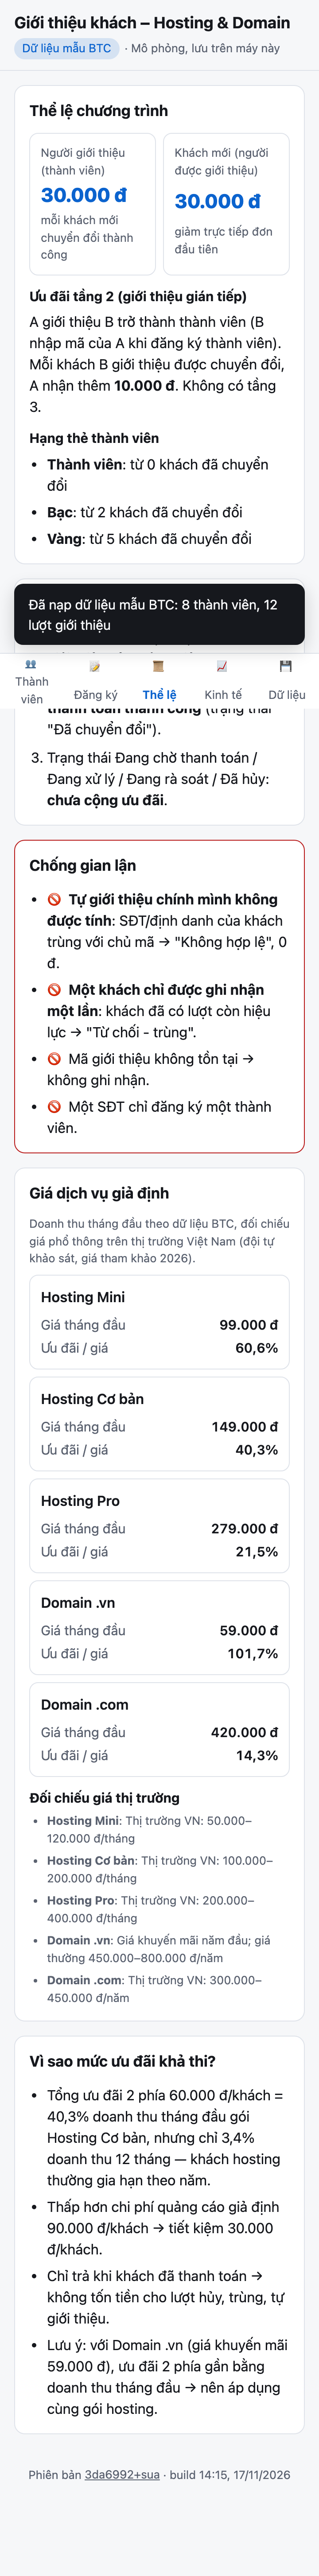 Giới thiệu khách – Hosting & Domain
Dữ liệu mẫu BTC · Mô phỏng, lưu trên máy này
Thể lệ chương trình
Người giới thiệu
(thành viên)
30.000 đ
mỗi khách mới
chuyển đổi thành
công
Khách mới (người
được giới thiệu)
30.000 đ
giảm trực tiếp đơn
đầu tiên
Ưu đãi tầng 2 (giới thiệu gián tiếp)
A giới thiệu B trở thành thành viên (B
nhập mã của A khi đăng ký thành viên).
Mỗi khách B giới thiệu được chuyển đổi,
A nhận thêm 10.000 đ. Không có tầng
3.
Hạng thẻ thành viên
• Thành viên: từ 0 khách đã chuyển
đổi
• Bạc: từ 2 khách đã chuyển đổi
• Vàng: từ 5 khách đã chuyển đổi
Đã nạp dữ liệu mẫu BTC: 8 thành viên, 12
lượt giới thiệu
Thành
viên
Đăng ký
Thể lệ
Kinh tế
Dữ liệu
thanh toán thành công (trạng thái
"Đã chuyển đổi").
3. Trạng thái Đang chờ thanh toán /
Đang xử lý / Đang rà soát / Đã hủy:
chưa cộng ưu đãi.
Chống gian lận
• 🚫 Tự giới thiệu chính mình không
được tính: SĐT/định danh của khách
trùng với chủ mã → "Không hợp lệ", 0
đ.
• 🚫 Một khách chỉ được ghi nhận
một lần: khách đã có lượt còn hiệu
lực → "Từ chối - trùng".
• 🚫 Mã giới thiệu không tồn tại →
không ghi nhận.
• 🚫 Một SĐT chỉ đăng ký một thành
viên.
Giá dịch vụ giả định
Doanh thu tháng đầu theo dữ liệu BTC, đối chiếu
giá phổ thông trên thị trường Việt Nam (đội tự
khảo sát, giá tham khảo 2026).
Hosting Mini
Giá tháng đầu 99.000 đ
Ưu đãi / giá 60,6%
Hosting Cơ bản
Giá tháng đầu 149.000 đ
Ưu đãi / giá 40,3%
Hosting Pro
Giá tháng đầu 279.000 đ
Ưu đãi / giá 21,5%
Domain .vn
Giá tháng đầu 59.000 đ
Ưu đãi / giá 101,7%
Domain .com
Giá tháng đầu 420.000 đ
Ưu đãi / giá 14,3%
Đối chiếu giá thị trường
• Hosting Mini: Thị trường VN: 50.000–
120.000 đ/tháng
• Hosting Cơ bản: Thị trường VN: 100.000–
200.000 đ/tháng
• Hosting Pro: Thị trường VN: 200.000–
400.000 đ/tháng
• Domain .vn: Giá khuyến mãi năm đầu; giá
thường 450.000–800.000 đ/năm
• Domain .com: Thị trường VN: 300.000–
450.000 đ/năm
Vì sao mức ưu đãi khả thi?
• Tổng ưu đãi 2 phía 60.000 đ/khách =
40,3% doanh thu tháng đầu gói
Hosting Cơ bản, nhưng chỉ 3,4%
doanh thu 12 tháng — khách hosting
thường gia hạn theo năm.
• Thấp hơn chi phí quảng cáo giả định
90.000 đ/khách → tiết kiệm 30.000
đ/khách.
• Chỉ trả khi khách đã thanh toán →
không tốn tiền cho lượt hủy, trùng, tự
giới thiệu.
• Lưu ý: với Domain .vn (giá khuyến mãi
59.000 đ), ưu đãi 2 phía gần bằng
doanh thu tháng đầu → nên áp dụng
cùng gói hosting.
Phiên bản 3da6992+sua · build 14:15, 17/11/2026